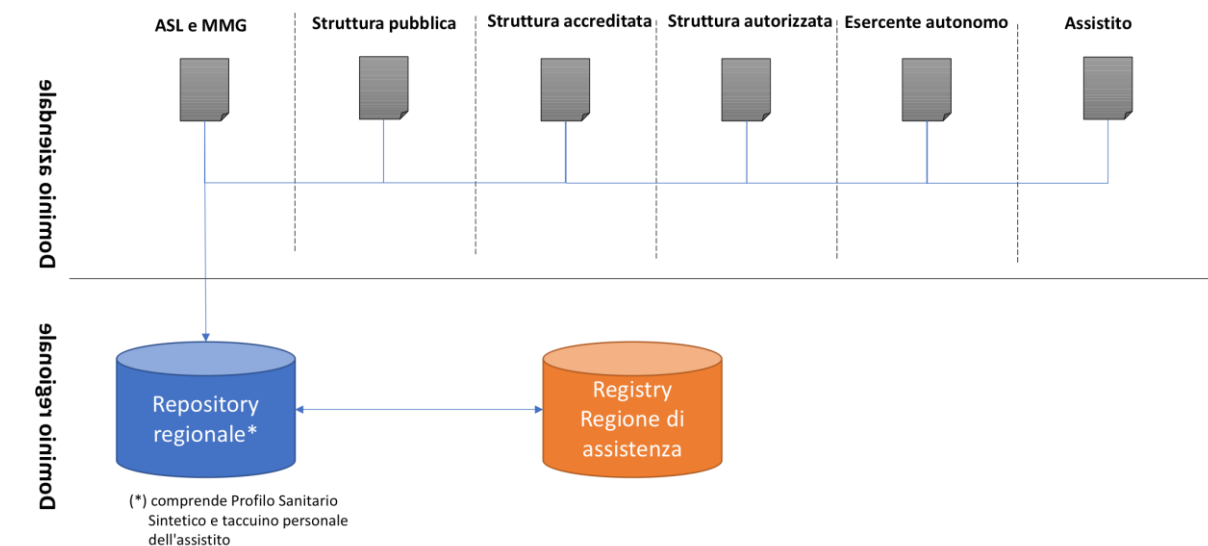 ASL e MMG
Struttura pubblica
Struttura accreditata
Struttura autorizzata
Esercente autonomo
Assistito
Dominio aziendale
Dominio regionale
Repository
regionale*
Registry
Regione di
assistenza
(*) comprende Profilo Sanitario
Sintetico e taccuino personale
dell'assistito